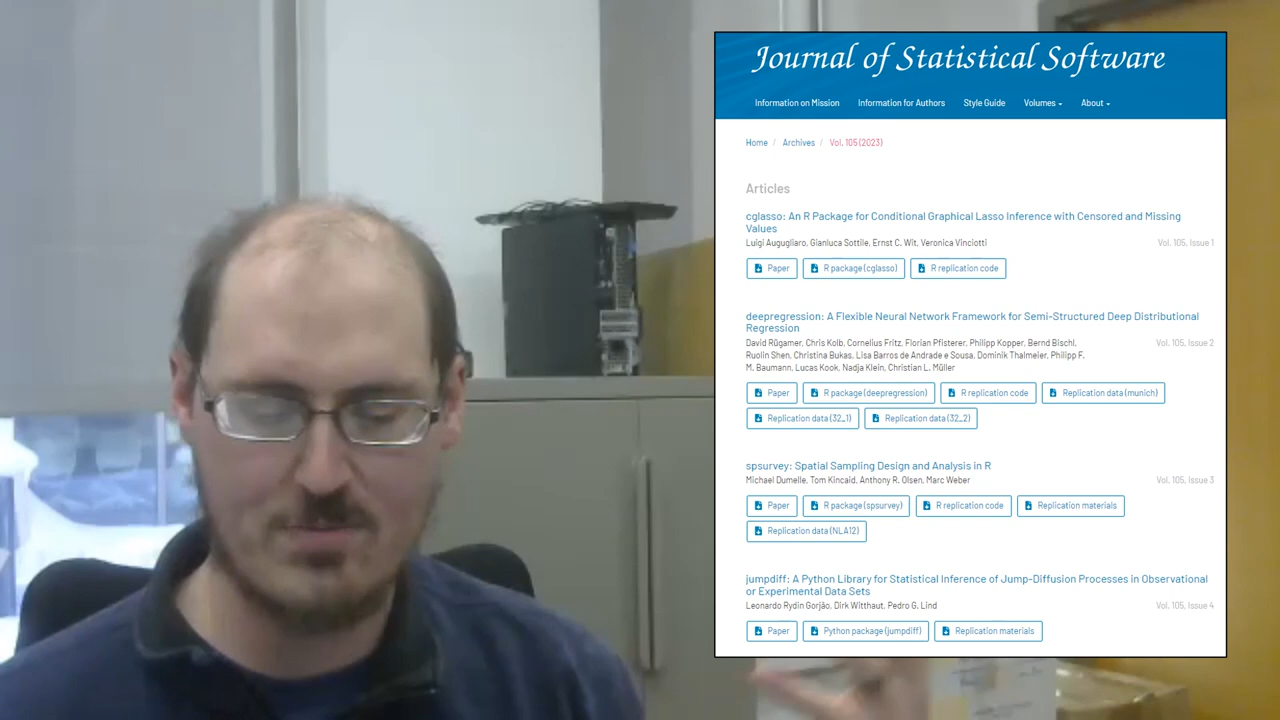 Journal of Statistical Software
Information on Mission Information for Authors Style Guide Volumes About
Home / Archives / Vol. 105 (2023)
Articles
cglasso: An R Package for Conditional Graphical Lasso Inference with Censored and Missing
Values
Luigi Augugliaro, Gianluca Sottile, Ernst C. Wit, Veronica Vinciotti Vol. 105, Issue 1
Paper R package (cglasso) R replication code
deepregression: A Flexible Neural Network Framework for Semi-Structured Deep Distributional
Regression
David Rügamer, Chris Kolb, Cornelius Fritz, Florian Pfisterer, Philipp Kopper, Bernd Bischl, Vol. 105, Issue 2
Ruolin Shen, Christina Bukas, Lisa Barros de Andrade e Sousa, Dominik Thalmeier, Philipp F.
M. Baumann, Lucas Kook, Nadja Klein, Christian L. Müller
Paper R package (deepregression) R replication code Replication data (munich)
Replication data (32_1) Replication data (32_2)
spsurvey: Spatial Sampling Design and Analysis in R
Michael Dumelle, Tom Kincaid, Anthony R. Olsen, Marc Weber Vol. 105, Issue 3
Paper R package (spsurvey) R replication code Replication materials
Replication data (NLA12)
jumpdiff: A Python Library for Statistical Inference of Jump-Diffusion Processes in Observational
or Experimental Data Sets
Leonardo Rydin Gorjão, Dirk Witthaut, Pedro G. Lind Vol. 105, Issue 4
Paper Python package (jumpdiff) Replication materials